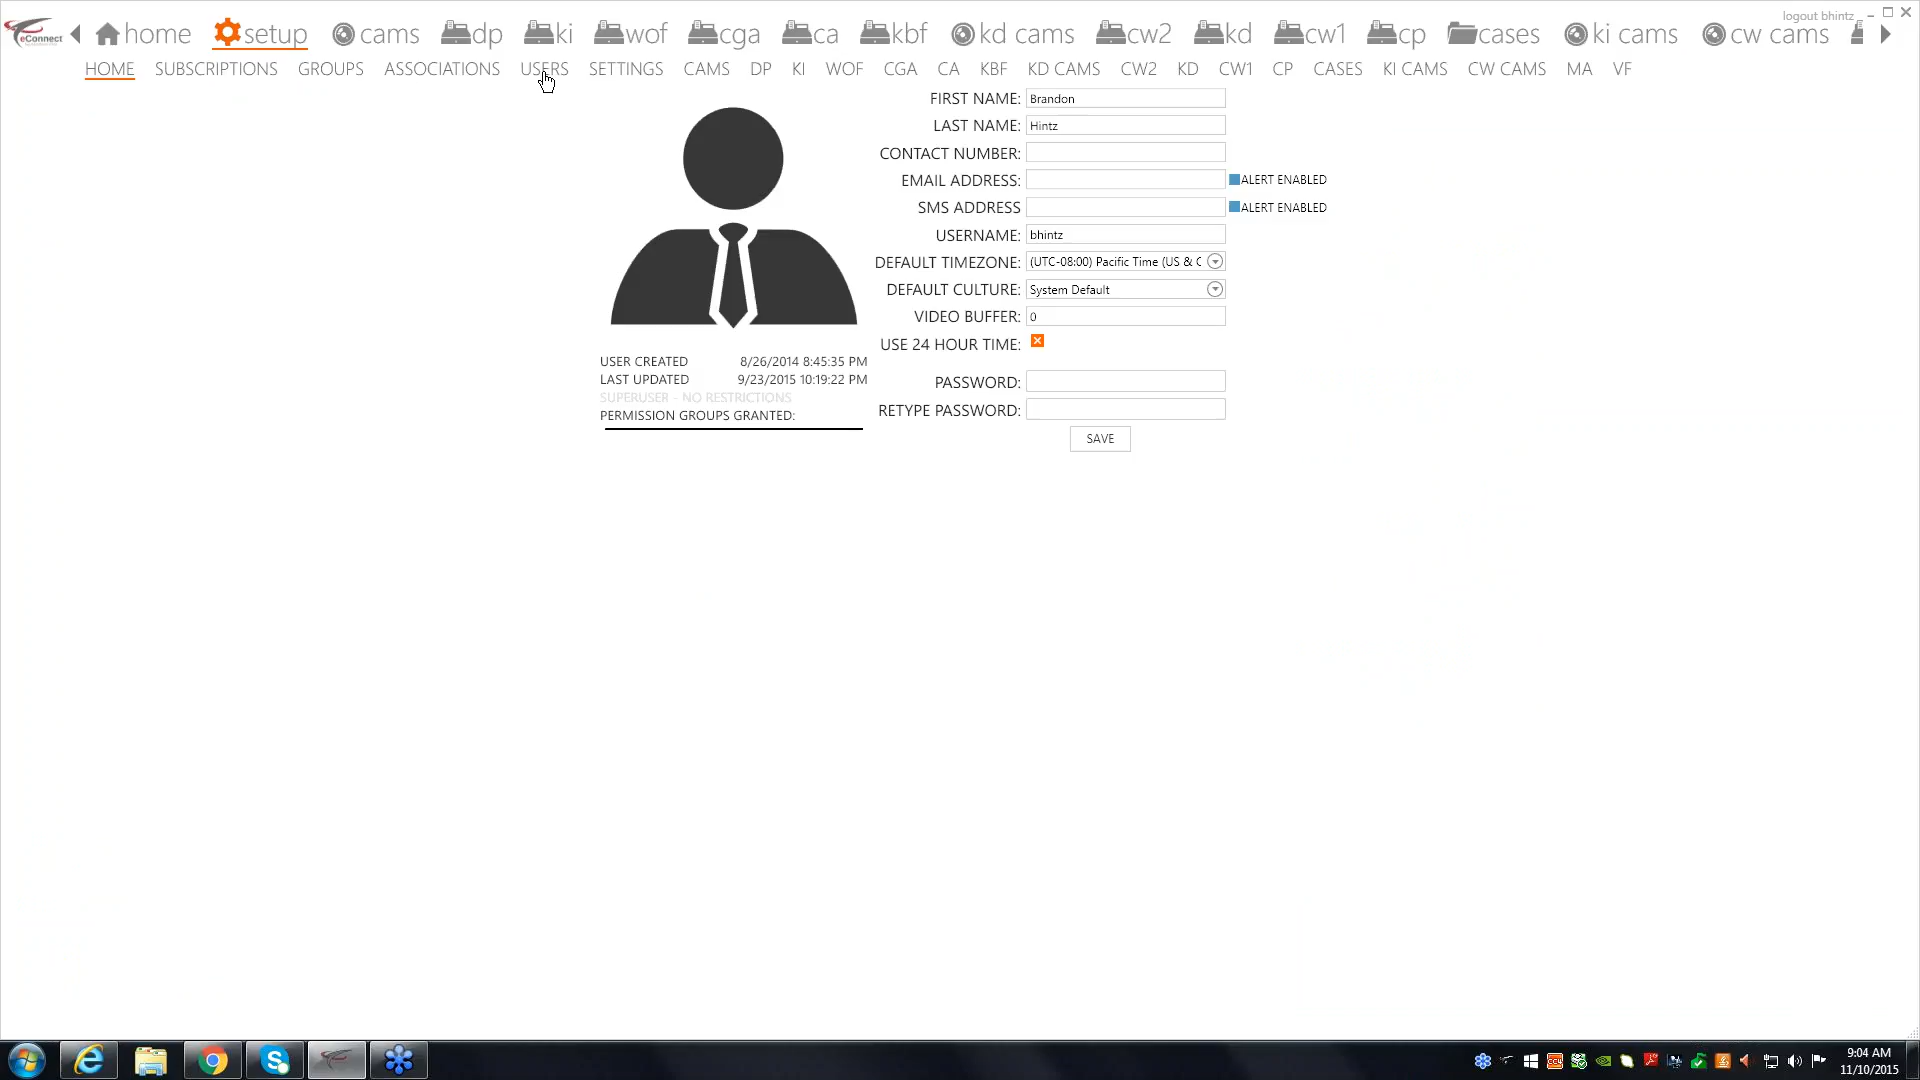 logout bhintz
eConnect
home setup cams dp ki wof cga ca kbf kd cams cw2 kd cw1 cp cases ki cams cw cams
HOME SUBSCRIPTIONS GROUPS ASSOCIATIONS USERS SETTINGS CAMS DP KI WOF CGA CA KBF KD CAMS CW2 KD CW1 CP CASES KI CAMS CW CAMS MA VF
FIRST NAME: Brandon
LAST NAME: Hintz
CONTACT NUMBER:
EMAIL ADDRESS: ALERT ENABLED
SMS ADDRESS ALERT ENABLED
USERNAME: bhintz
DEFAULT TIMEZONE: (UTC-08:00) Pacific Time (US & C
DEFAULT CULTURE: System Default
VIDEO BUFFER: 0
USE 24 HOUR TIME:
USER CREATED 8/26/2014 8:45:35 PM
LAST UPDATED 9/23/2015 10:19:22 PM
SUPERUSER - NO RESTRICTIONS
PERMISSION GROUPS GRANTED:
PASSWORD:
RETYPE PASSWORD:
SAVE
9:04 AM
11/10/2015